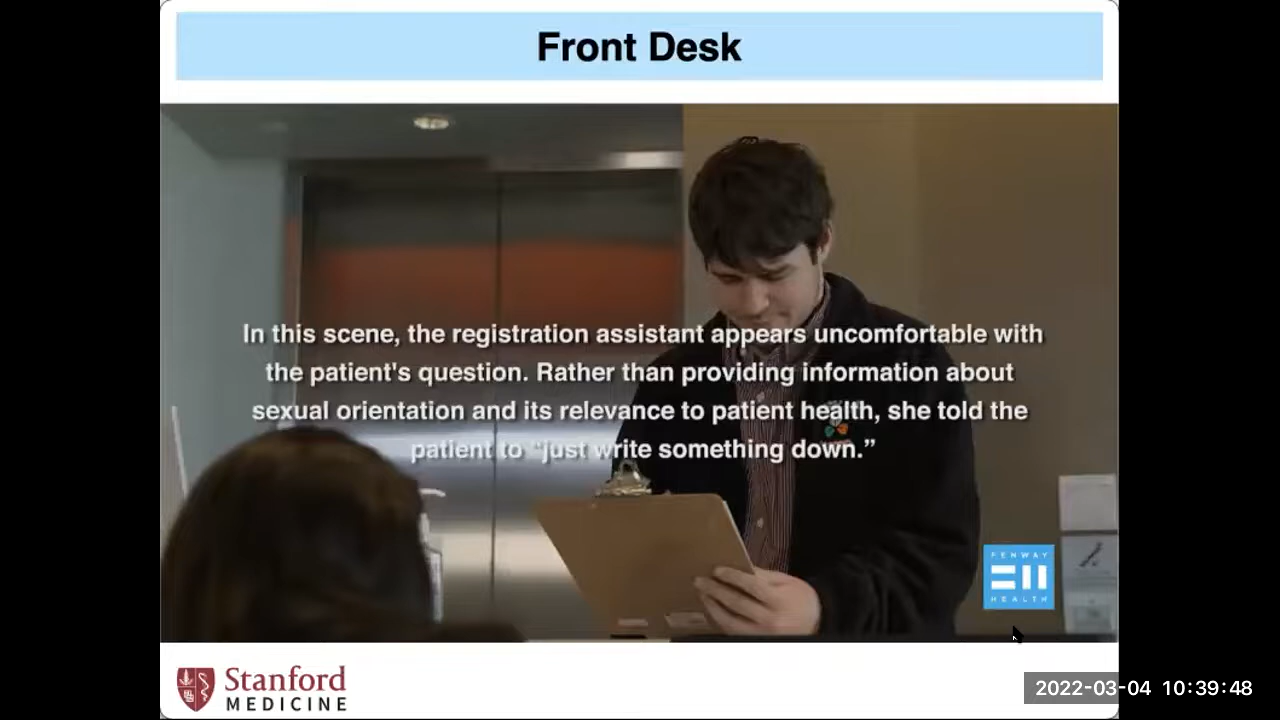 Front Desk
In this scene, the registration assistant appears uncomfortable with
the patient's question. Rather than providing information about
sexual orientation and its relevance to patient health, she told the
patient to “just write something down.”
FENWAY
HEALTH
Stanford
MEDICINE
2022-03-04 10:39:48